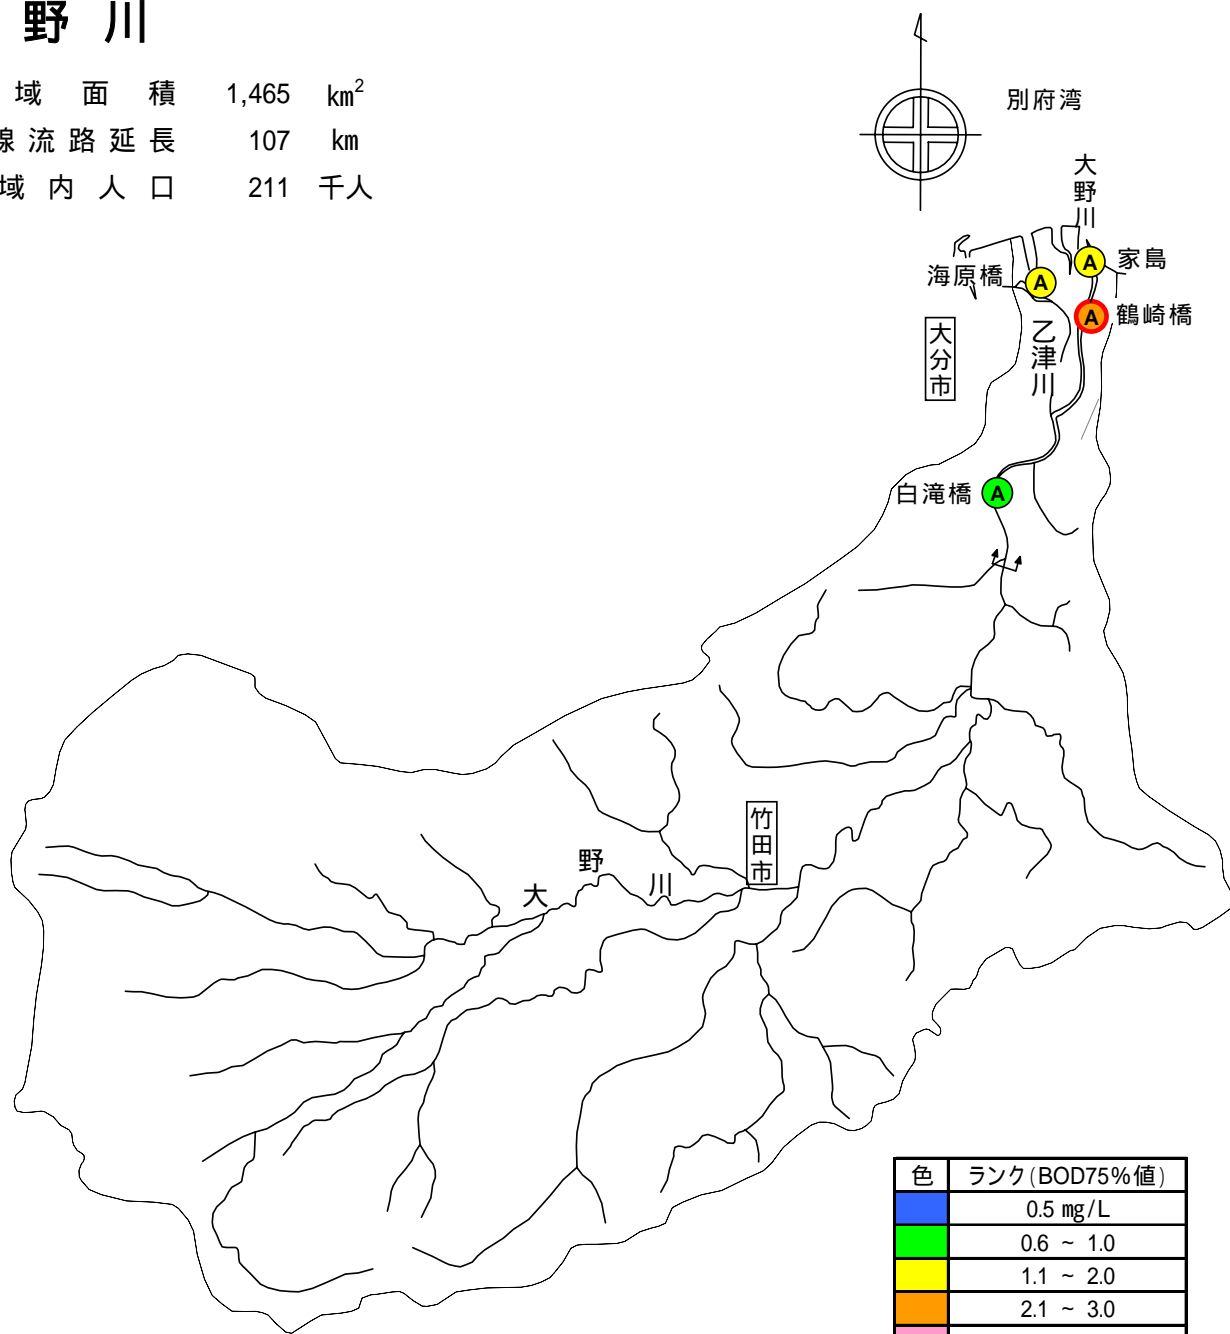 野川
域面積 1,465 km²
線流路延長 107 km
域内人口 211 千人
別府湾
大野川
家島
海原橋
A
A
A
鶴崎橋
大分市
乙津川
白滝橋
A
竹田市
大野川
色 ランク(BOD75%値)
0.5 mg/L
0.6 ~ 1.0
1.1 ~ 2.0
2.1 ~ 3.0